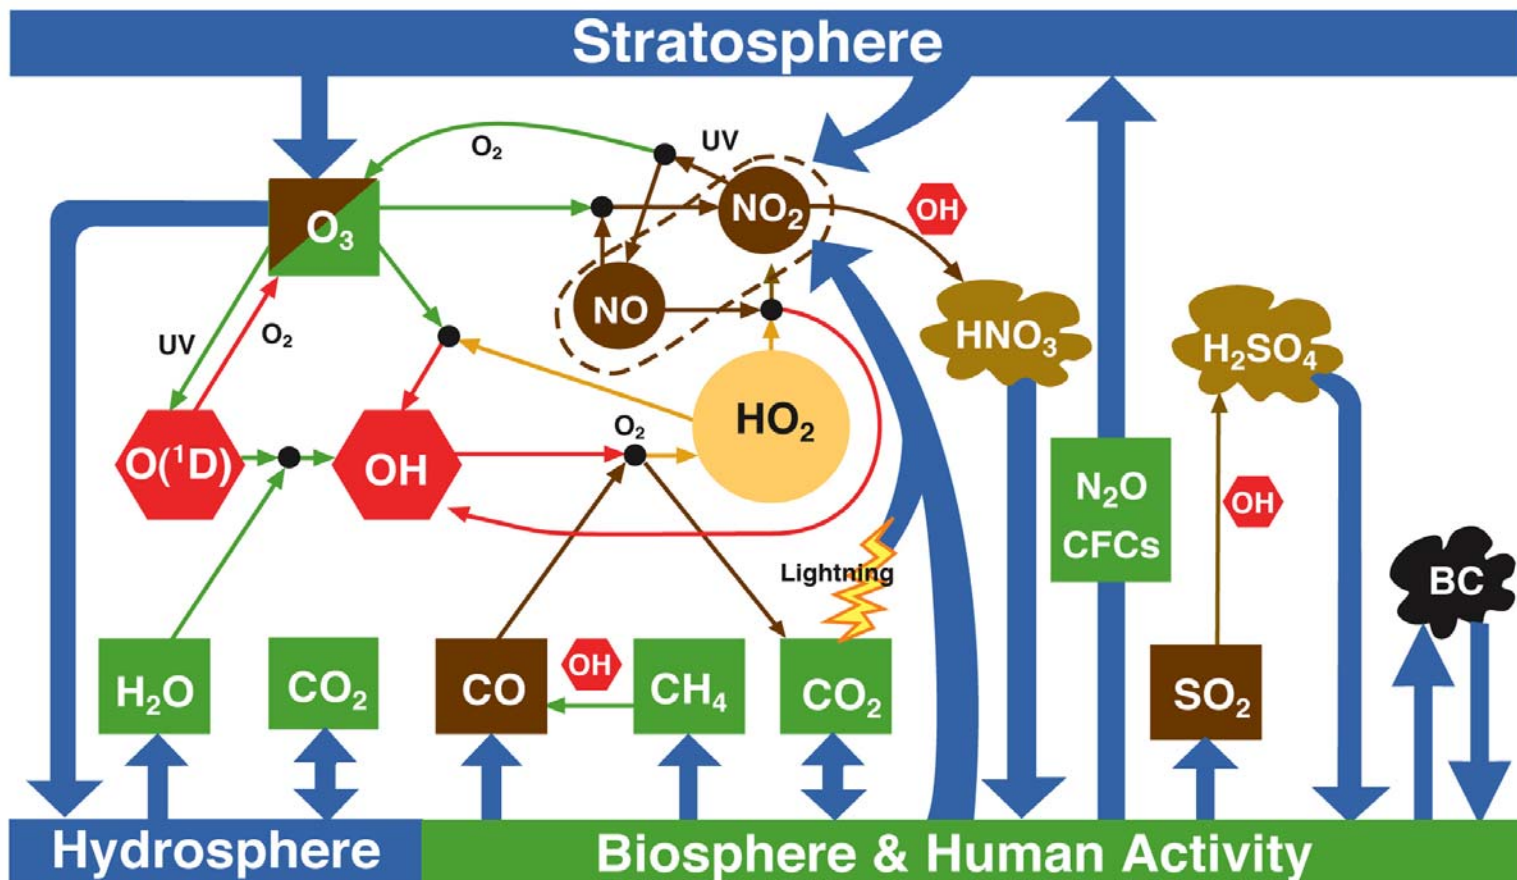 Stratosphere
O₂
UV
O₃
NO₂
OH
NO
HNO₃
H₂SO₄
UV
O₂
HO₂
O₂
O(¹D)
OH
N₂O
CFCs
OH
Lightning
BC
H₂O
CO₂
CO
OH
CH₄
CO₂
SO₂
Hydrosphere
Biosphere & Human Activity